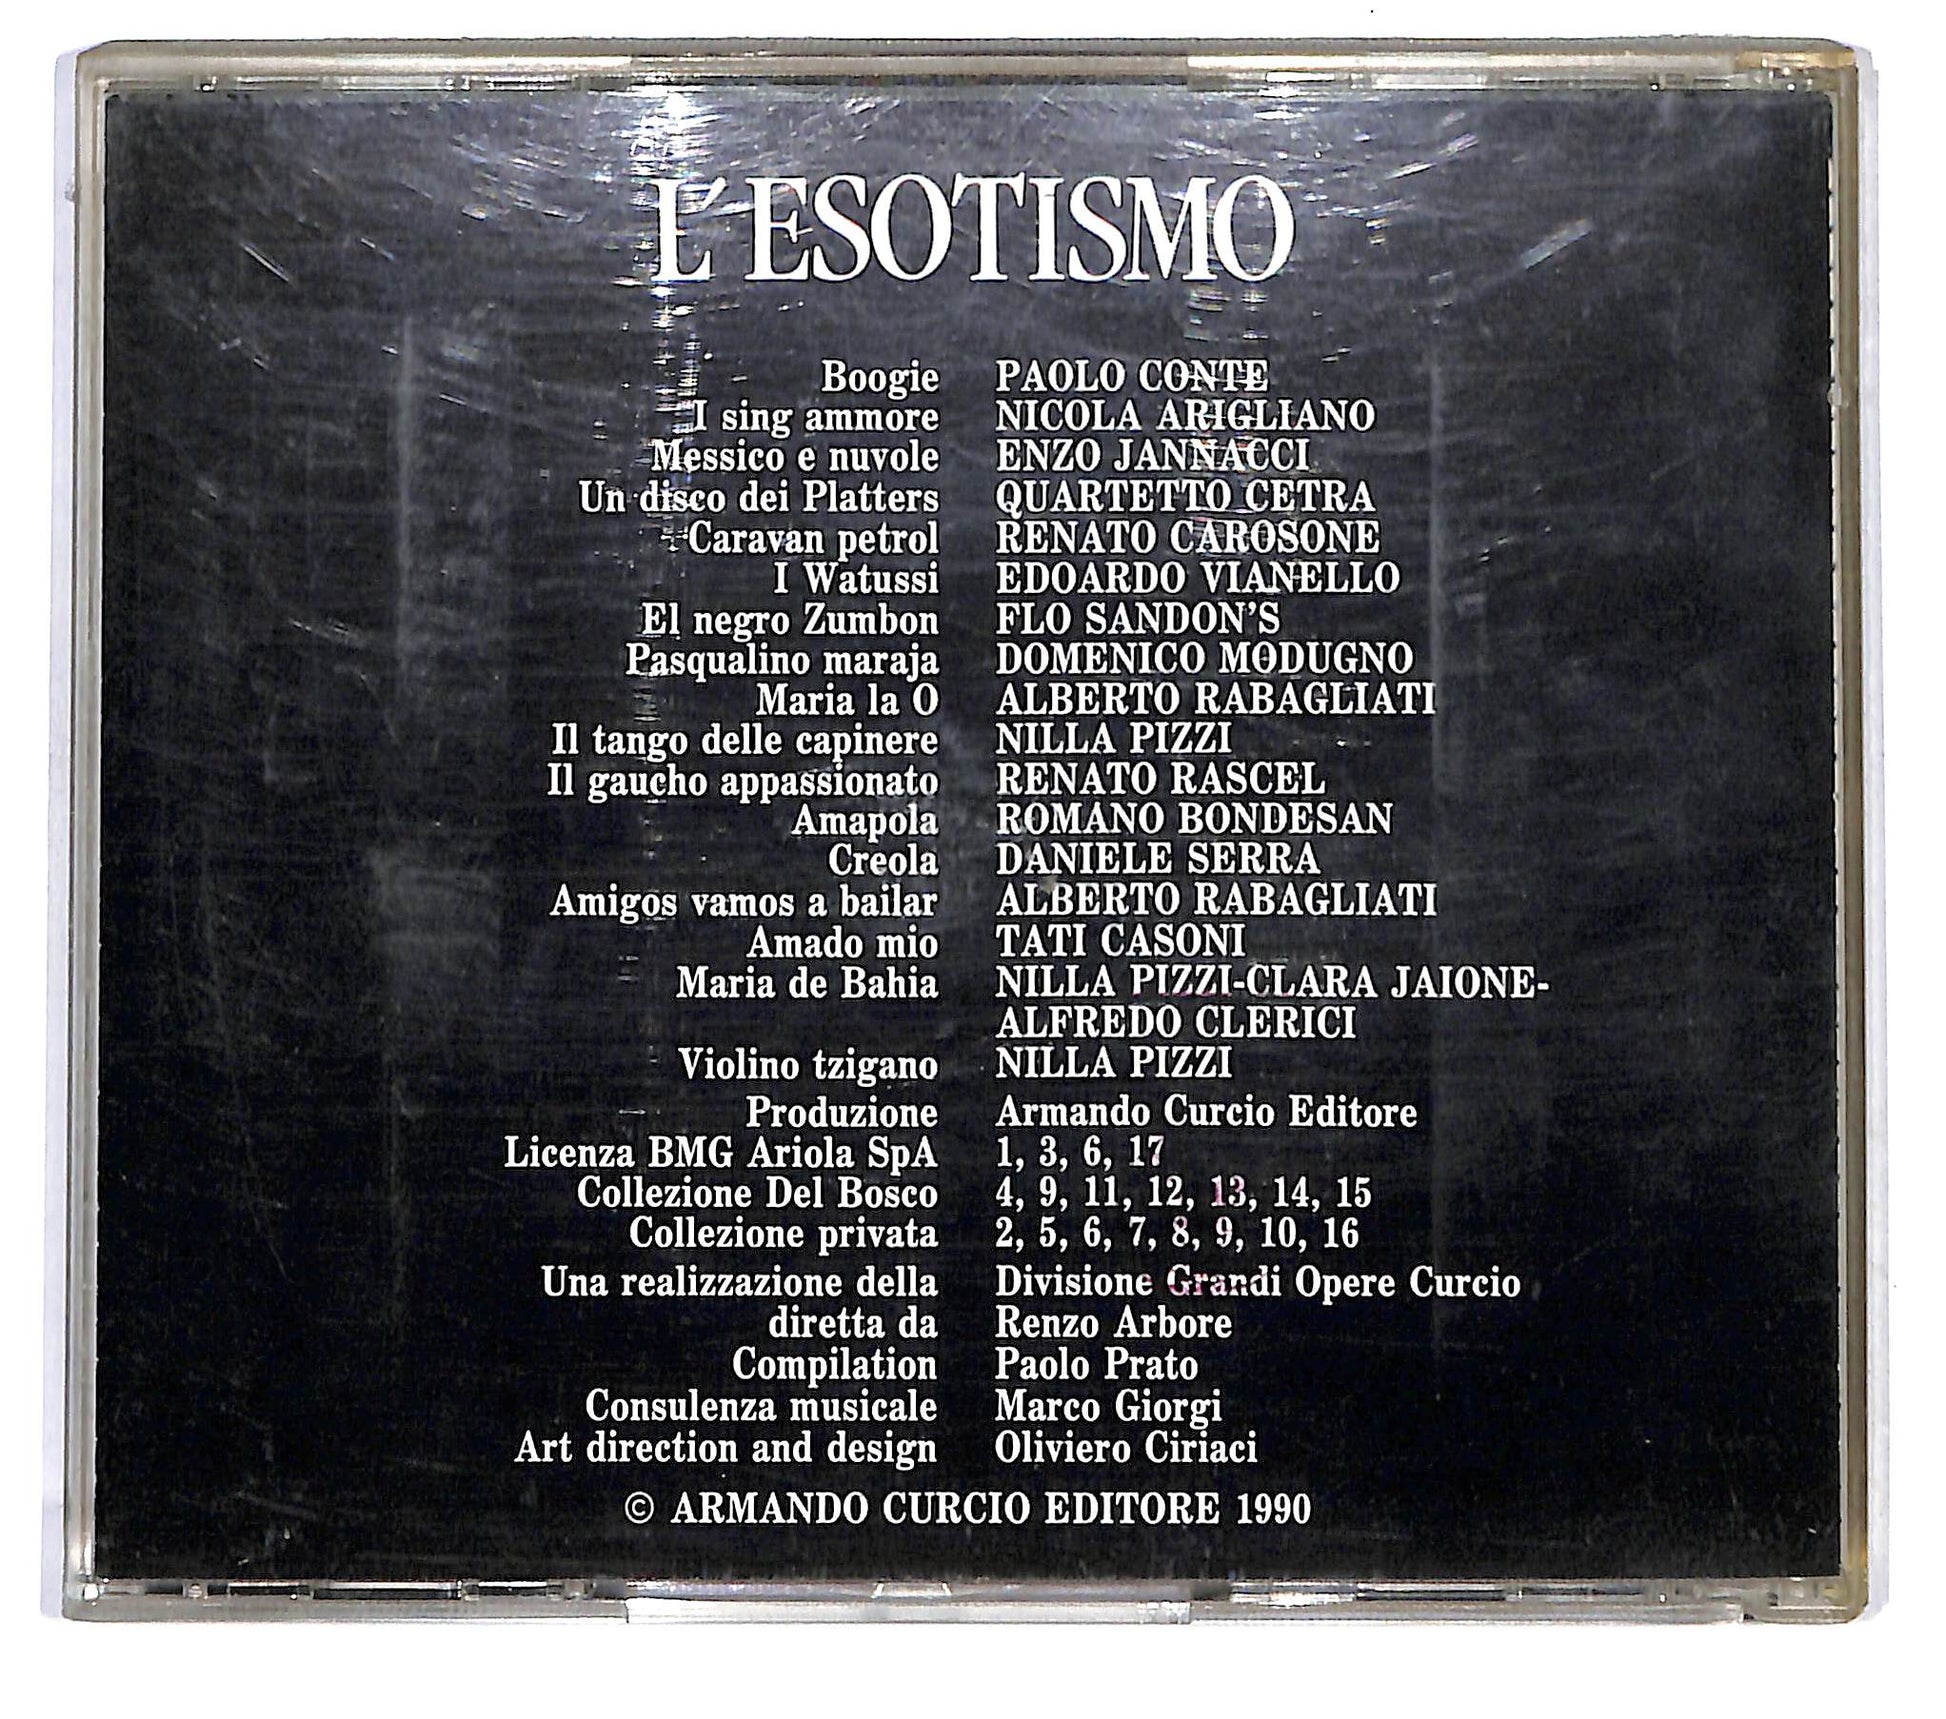 L'ESOTISMO
Boogie PAOLO CONTE
I sing ammore NICOLA ARIGLIANO
Messico e nuvole ENZO JANNACCI
Un disco dei Platters QUARTETTO CETRA
Caravan petrol RENATO CAROSONE
I Watussi EDOARDO VIANELLO
El negro Zumbon FLO SANDON'S
Pasqualino maraja DOMENICO MODUGNO
Maria la O ALBERTO RABAGLIATI
Il tango delle capinere NILLA PIZZI
Il gaucho appassionato RENATO RASCEL
Amapola ROMANO BONDESAN
Creola DANIELE SERRA
Amigos vamos a bailar ALBERTO RABAGLIATI
Amado mio TATI CASONI
Maria de Bahia NILLA PIZZI-CLARA JAIONE-
ALFREDO CLERICI
Violino tzigano NILLA PIZZI
Produzione Armando Curcio Editore
Licenza BMG Ariola SpA 1, 3, 6, 17
Collezione Del Bosco 4, 9, 11, 12, 13, 14, 15
Collezione privata 2, 5, 6, 7, 8, 9, 10, 16
Una realizzazione della Divisione Grandi Opere Curcio
diretta da Renzo Arbore
Compilation Paolo Prato
Consulenza musicale Marco Giorgi
Art direction and design Oliviero Ciriaci
© ARMANDO CURCIO EDITORE 1990